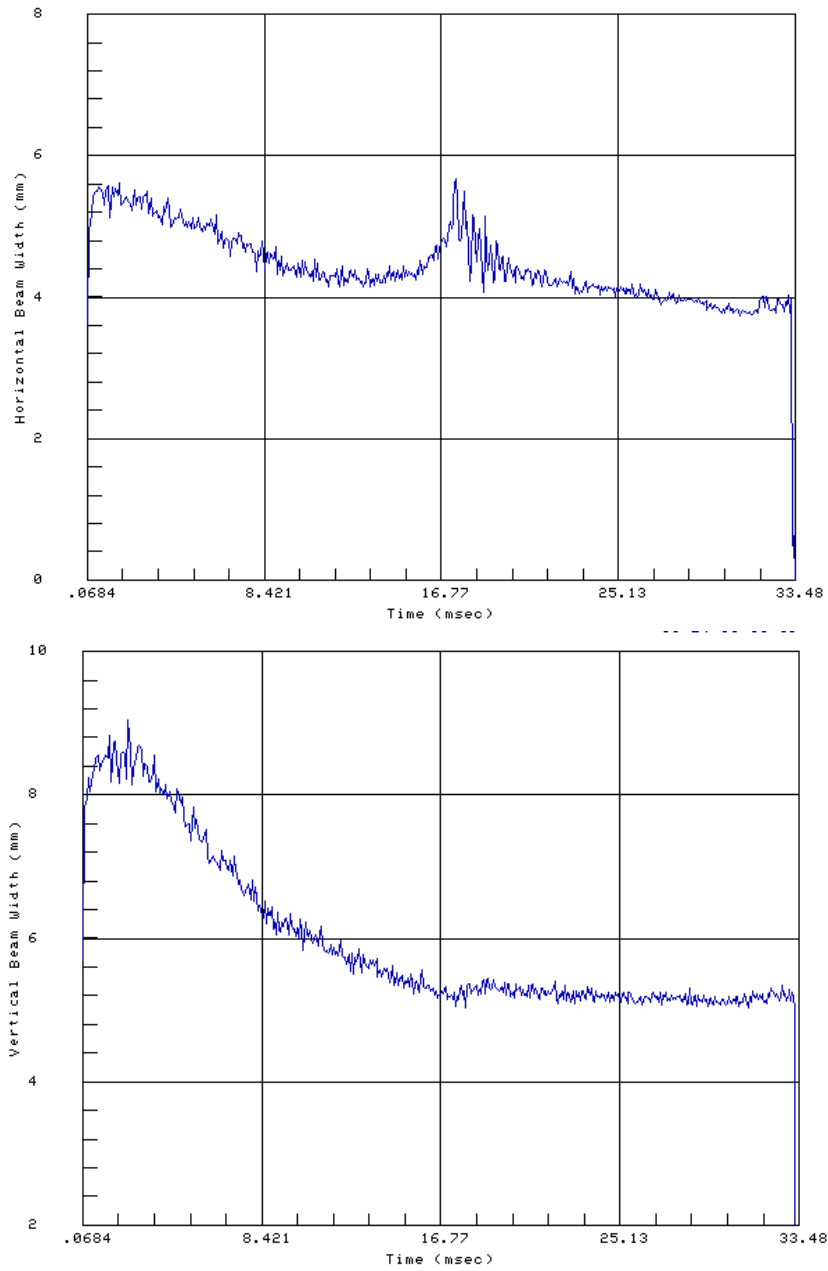 8
6
4
2
0
Horizontal Beam Width (mm)
.0684 8.421 16.77 25.13 33.48
Time (msec)
10
8
6
4
2
Vertical Beam Width (mm)
.0684 8.421 16.77 25.13 33.48
Time (msec)